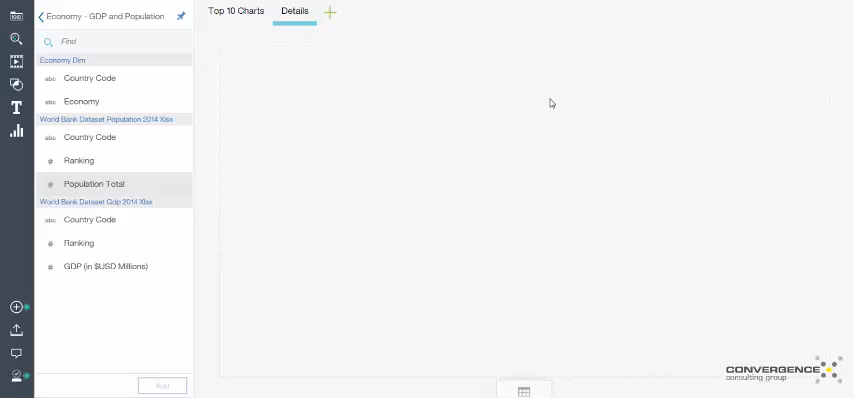 Economy - GDP and Population
Top 10 Charts
Details
Find
Economy Dim
abc Country Code
abc Economy
World Bank Dataset Population 2014 Xlsx
abc Country Code
# Ranking
# Population Total
World Bank Dataset Gdp 2014 Xlsx
abc Country Code
# Ranking
# GDP (in $USD Millions)
Add
CONVERGENCE
consulting group